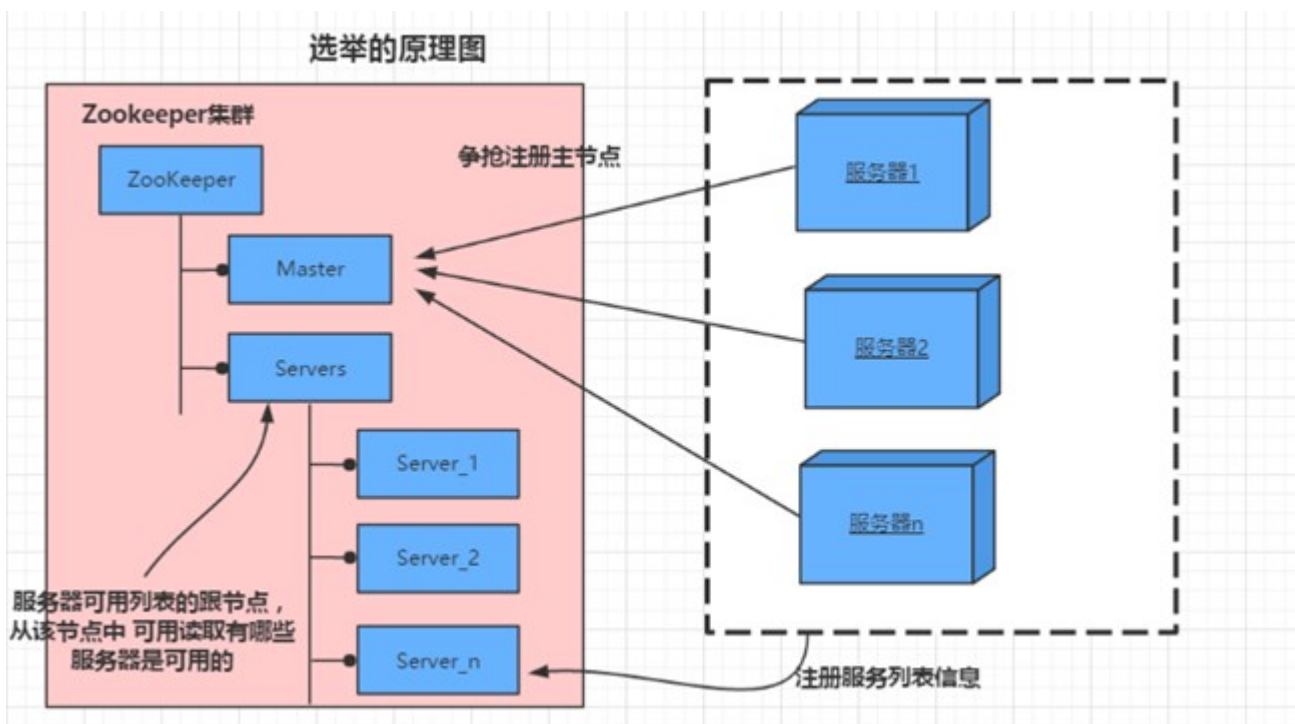 选举的原理图
Zookeeper集群
ZooKeeper
Master
Servers
Server_1
Server_2
Server_n
服务器可用列表的跟节点，
从该节点中 可用读取有哪些
服务器是可用的
争抢注册主节点
服务器1
服务器2
服务器n
注册服务列表信息